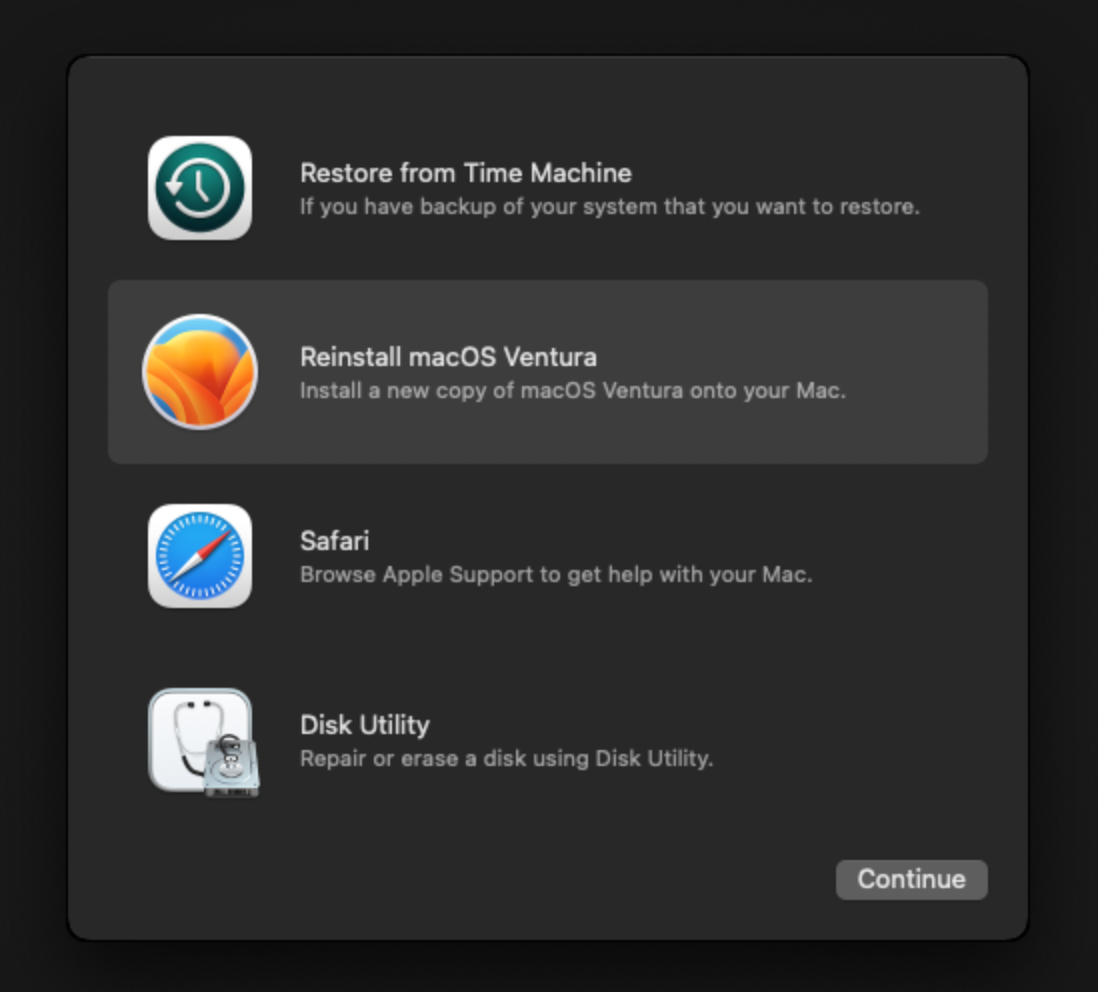 Restore from Time Machine
If you have backup of your system that you want to restore.
Reinstall macOS Ventura
Install a new copy of macOS Ventura onto your Mac.
Safari
Browse Apple Support to get help with your Mac.
Disk Utility
Repair or erase a disk using Disk Utility.
Continue